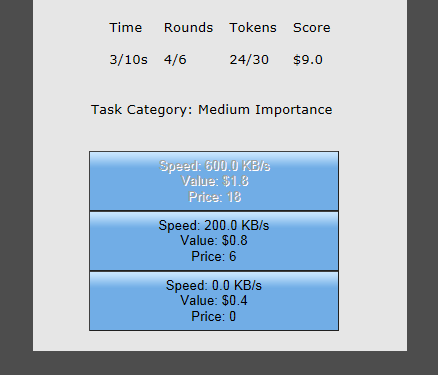 Time Rounds Tokens Score
3/10s 4/6 24/30 $9.0
Task Category: Medium Importance
Speed: 600.0 KB/s
Value: $1.8
Price: 18
Speed: 200.0 KB/s
Value: $0.8
Price: 6
Speed: 0.0 KB/s
Value: $0.4
Price: 0